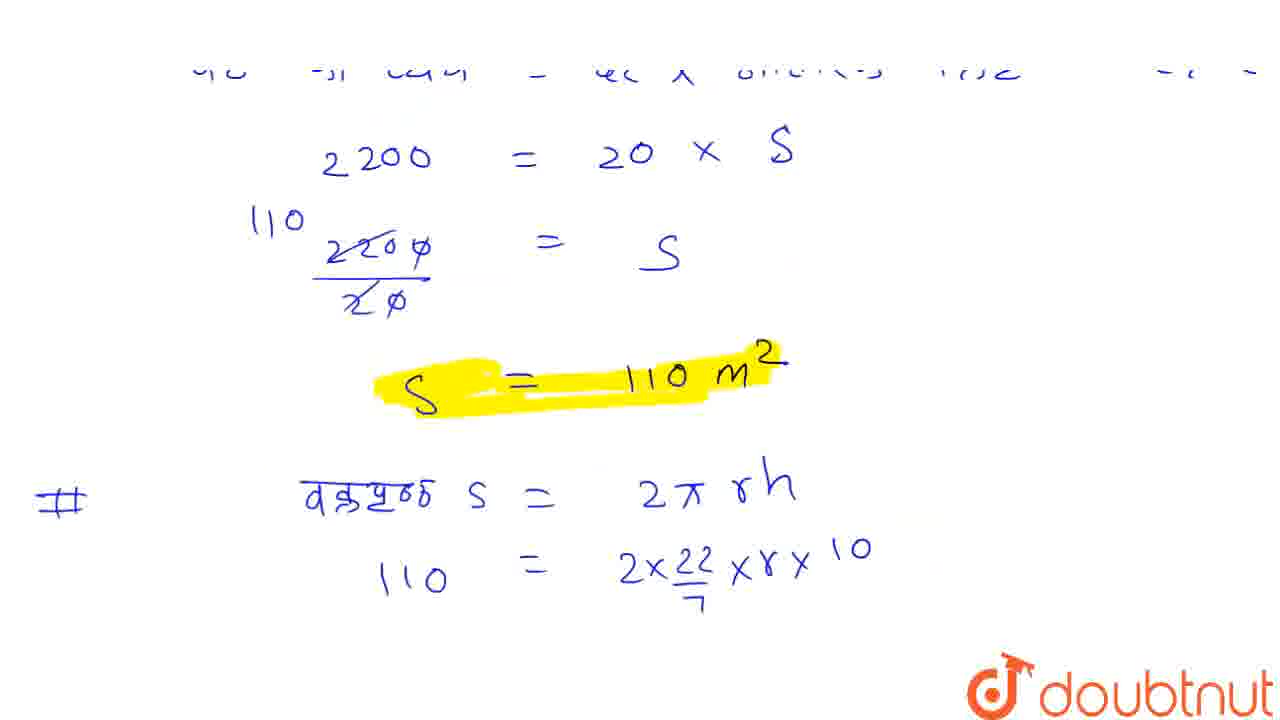 2200 = 20 × S
110
2200/20 = S
S = 110 m²
# वक्रपृष्ठ S = 2πrh
110 = 2×22/7×r×10
doubtnut